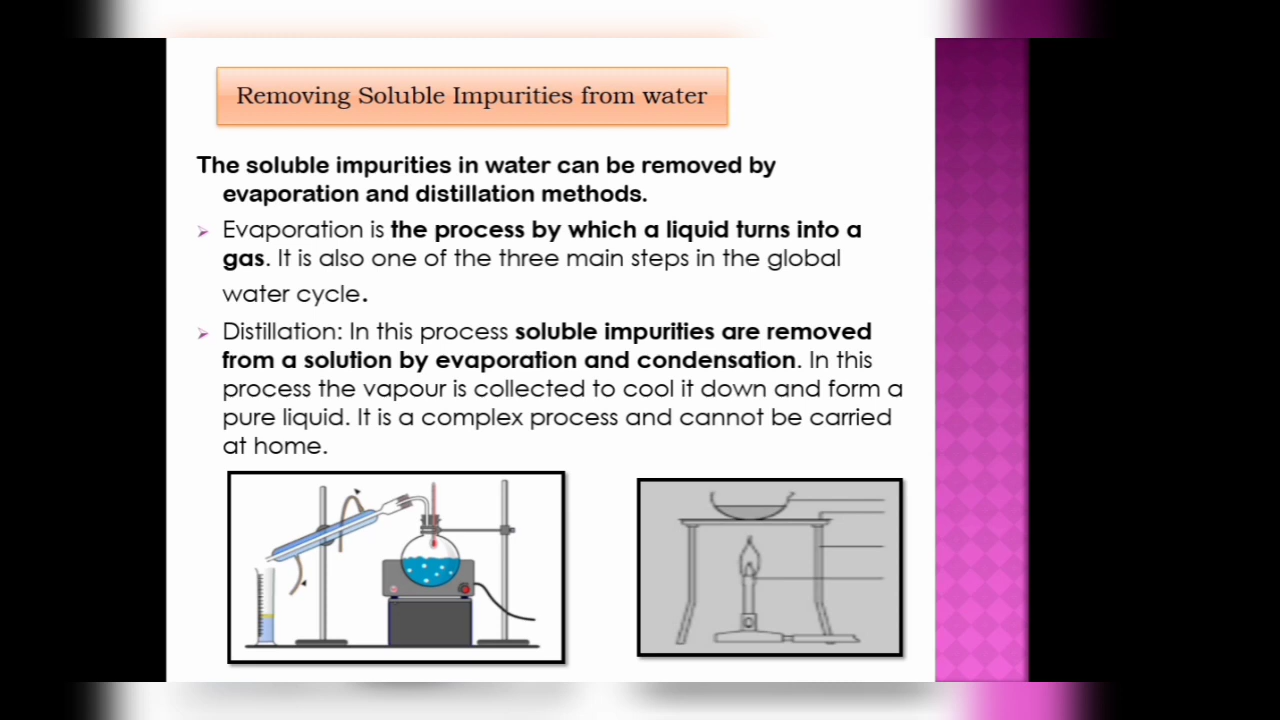 Removing Soluble Impurities from water
The soluble impurities in water can be removed by
evaporation and distillation methods.
Evaporation is the process by which a liquid turns into a
gas. It is also one of the three main steps in the global
water cycle.
Distillation: In this process soluble impurities are removed
from a solution by evaporation and condensation. In this
process the vapour is collected to cool it down and form a
pure liquid. It is a complex process and cannot be carried
at home.